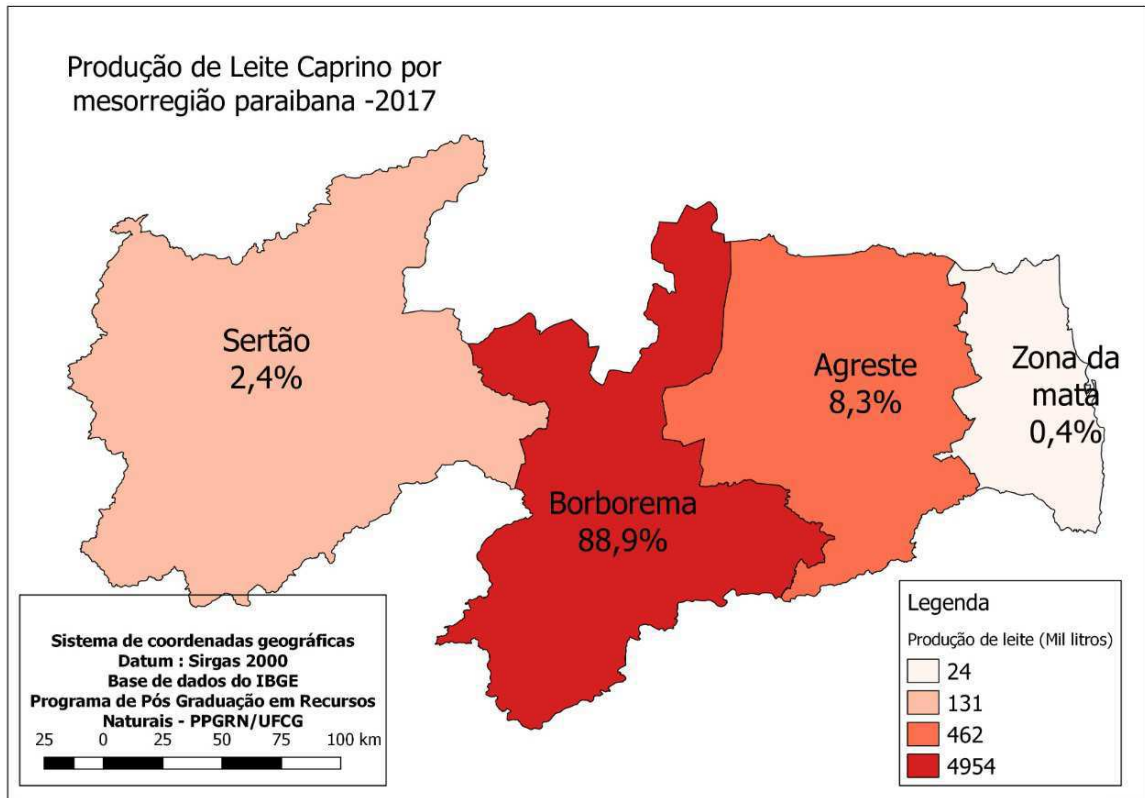 Produção de Leite Caprino por
mesorregião paraibana -2017
Sertão
2,4%
Borborema
88,9%
Agreste
8,3%
Zona da
mata
0,4%
Sistema de coordenadas geográficas
Datum : Sirgas 2000
Base de dados do IBGE
Programa de Pós Graduação em Recursos
Naturais - PPGRN/UFCG
25 0 25 50 75 100 km
Legenda
Produção de leite (Mil litros)
24
131
462
4954